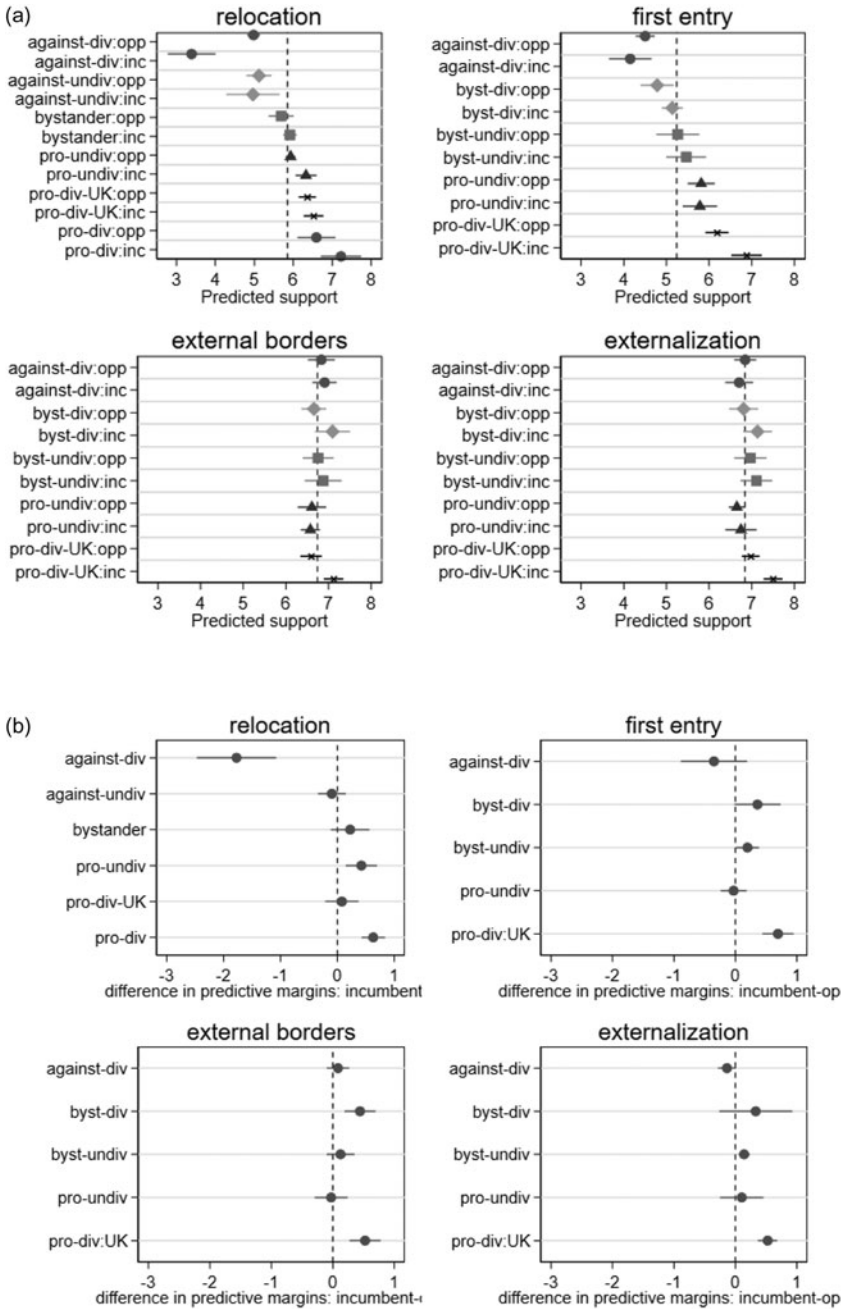 (a)
relocation
against-div:opp
against-div:inc
against-undiv:opp
against-undiv:inc
bystander:opp
bystander:inc
pro-undiv:opp
pro-undiv:inc
pro-div-UK:opp
pro-div-UK:inc
pro-div:opp
pro-div:inc
3 4 5 6 7 8
Predicted support
first entry
against-div:opp
against-div:inc
byst-div:opp
byst-div:inc
byst-undiv:opp
byst-undiv:inc
pro-undiv:opp
pro-undiv:inc
pro-div-UK:opp
pro-div-UK:inc
3 4 5 6 7 8
Predicted support
external borders
against-div:opp
against-div:inc
byst-div:opp
byst-div:inc
byst-undiv:opp
byst-undiv:inc
pro-undiv:opp
pro-undiv:inc
pro-div-UK:opp
pro-div-UK:inc
3 4 5 6 7 8
Predicted support
externalization
against-div:opp
against-div:inc
byst-div:opp
byst-div:inc
byst-undiv:opp
byst-undiv:inc
pro-undiv:opp
pro-undiv:inc
pro-div-UK:opp
pro-div-UK:inc
3 4 5 6 7 8
Predicted support
(b)
relocation
against-div
against-undiv
bystander
pro-undiv
pro-div-UK
pro-div
-3 -2 -1 0 1
difference in predictive margins: incumbent
first entry
against-div
byst-div
byst-undiv
pro-undiv
pro-div:UK
-3 -2 -1 0 1
difference in predictive margins: incumbent-op
external borders
against-div
byst-div
byst-undiv
pro-undiv
pro-div:UK
-3 -2 -1 0 1
difference in predictive margins: incumbent-
externalization
against-div
byst-div
byst-undiv
pro-undiv
pro-div:UK
-3 -2 -1 0 1
difference in predictive margins: incumbent-op